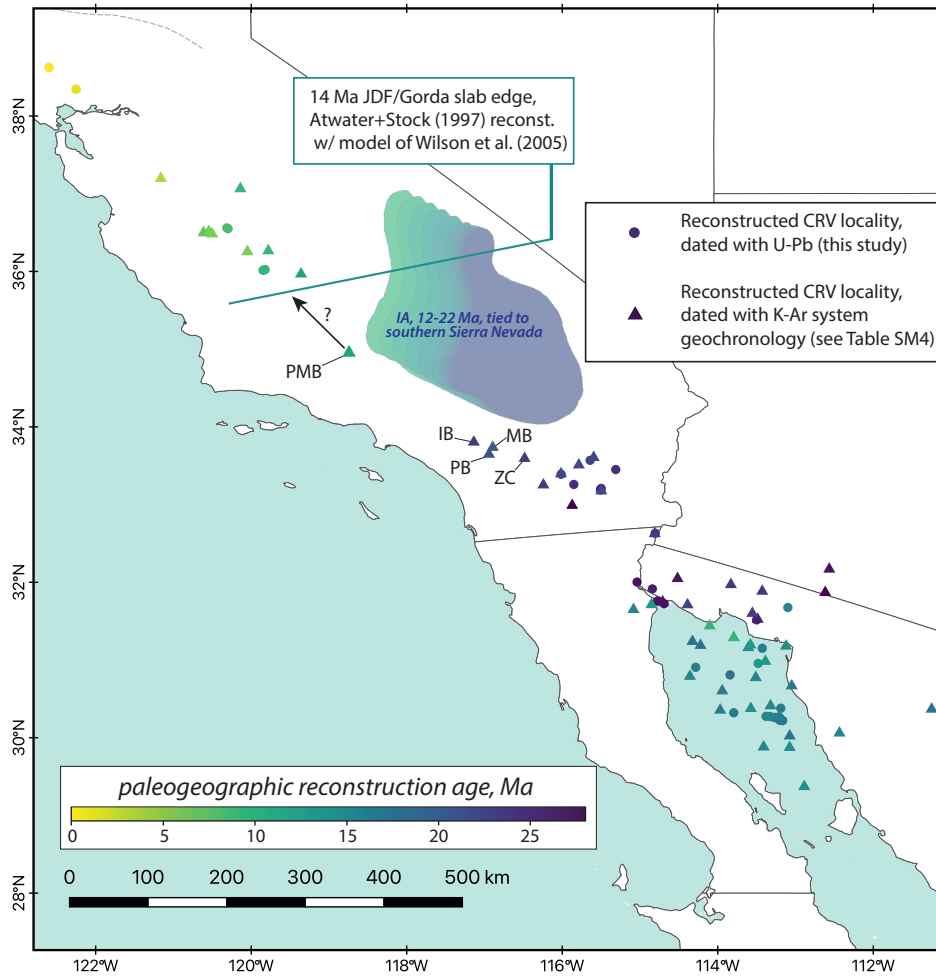 14 Ma JDF/Gorda slab edge,
Atwater+Stock (1997) reconst.
w/ model of Wilson et al. (2005)
Reconstructed CRV locality,
dated with U-Pb (this study)
Reconstructed CRV locality,
dated with K-Ar system
geochronology (see Table SM4)
IA, 12-22 Ma, tied to
southern Sierra Nevada
?
PMB
IB
MB
PB
ZC
paleogeographic reconstruction age, Ma
0 5 10 15 20 25
0 100 200 300 400 500 km
38°N
36°N
34°N
32°N
30°N
28°N
122°W 120°W 118°W 116°W 114°W 112°W